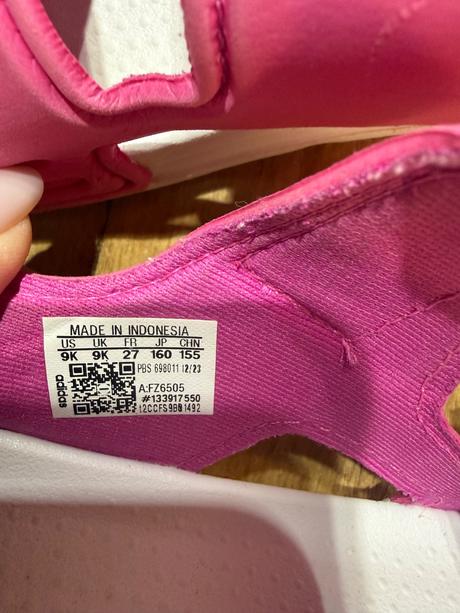 MADE IN INDONESIA
US UK FR JP CHN
9K 9K 27 160 155
PBS 698011 12/23
A:FZ6505
#133917550
12CCFS9B01492
adidas